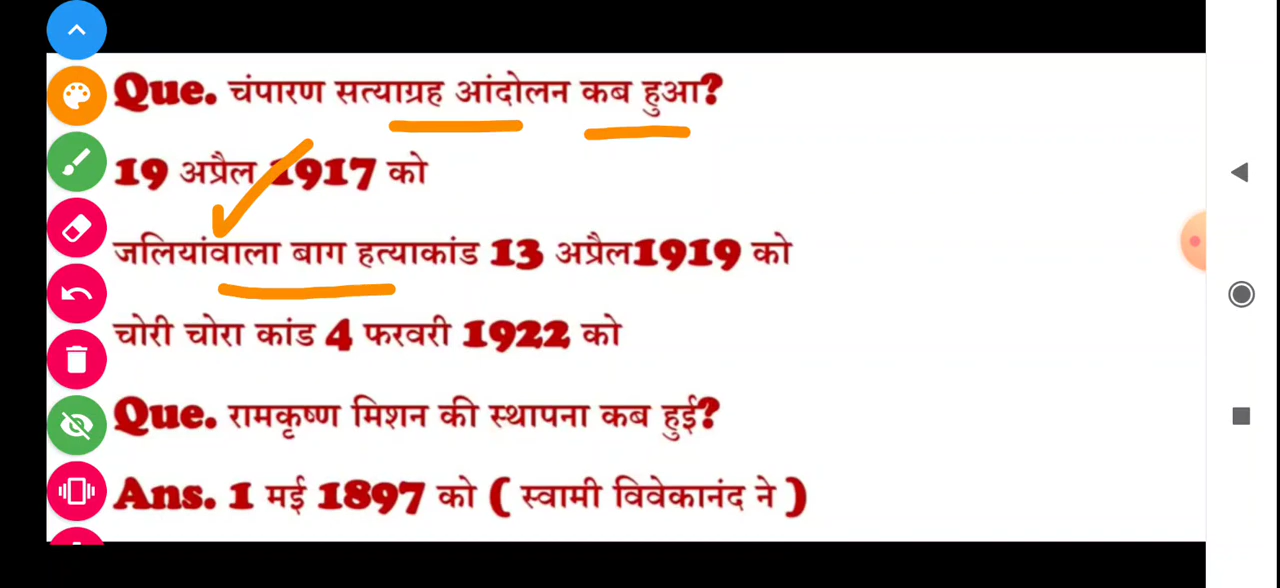 Que. चंपारण सत्याग्रह आंदोलन कब हुआ?
19 अप्रैल 1917 को
जलियांवाला बाग हत्याकांड 13 अप्रैल1919 को
चोरी चोरा कांड 4 फरवरी 1922 को
Que. रामकृष्ण मिशन की स्थापना कब हुई?
Ans. 1 मई 1897 को ( स्वामी विवेकानंद ने )